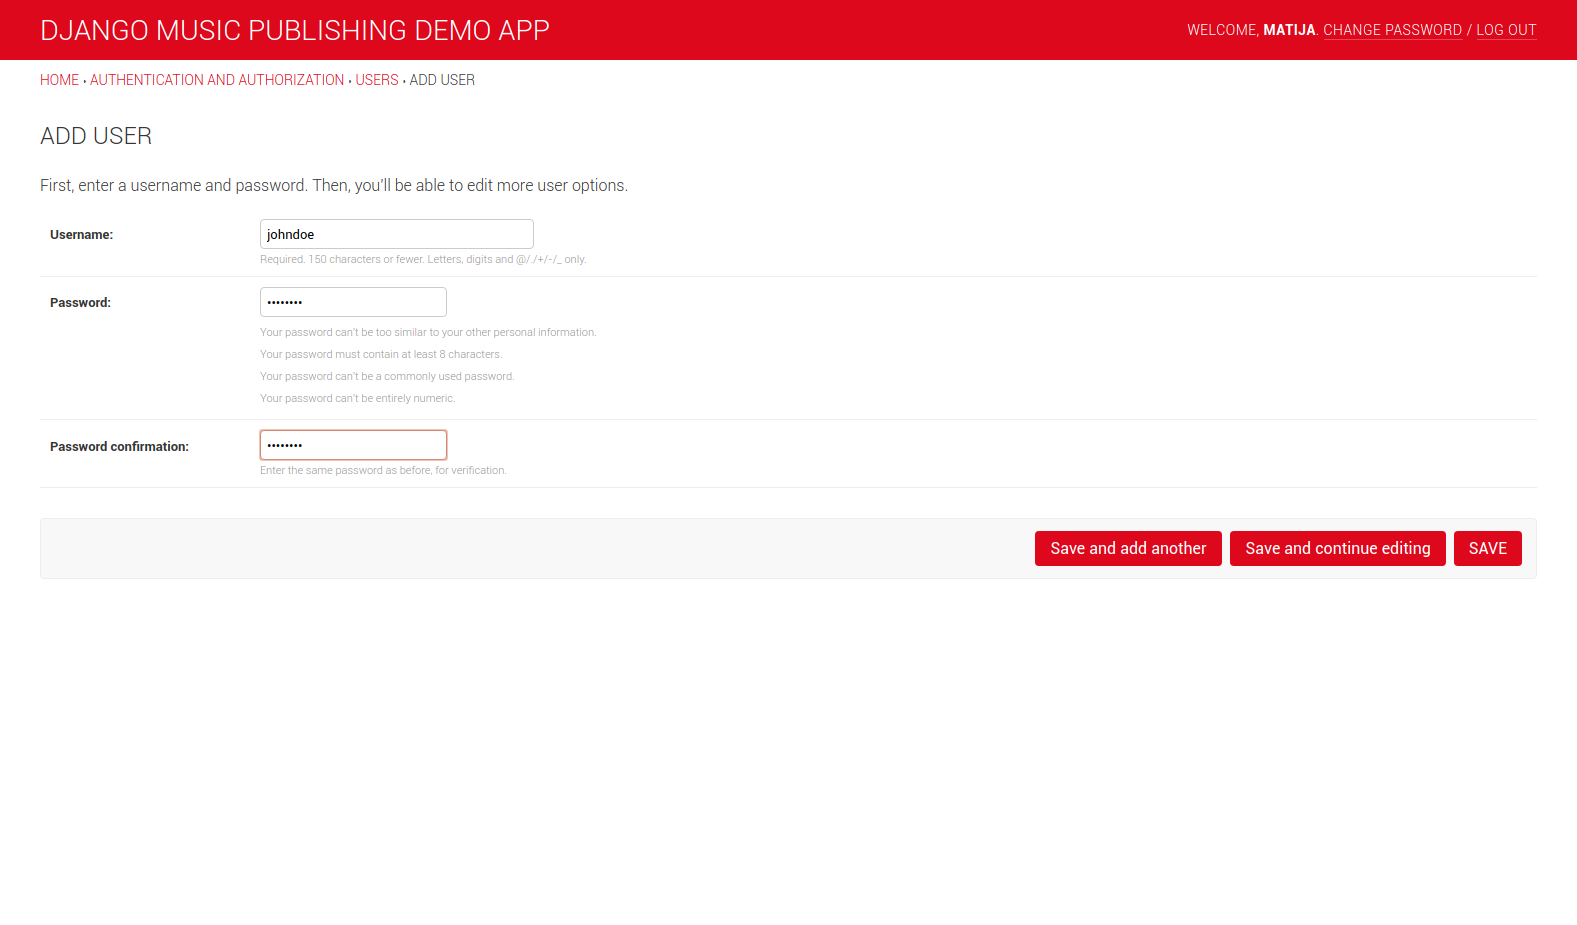 DJANGO MUSIC PUBLISHING DEMO APP
WELCOME, MATIJA. CHANGE PASSWORD / LOG OUT
HOME › AUTHENTICATION AND AUTHORIZATION › USERS › ADD USER
ADD USER
First, enter a username and password. Then, you'll be able to edit more user options.
Username: johndoe
Required. 150 characters or fewer. Letters, digits and @/./+/-/_ only.
Password: ••••••••
Your password can't be too similar to your other personal information.
Your password must contain at least 8 characters.
Your password can't be a commonly used password.
Your password can't be entirely numeric.
Password confirmation: ••••••••
Enter the same password as before, for verification.
Save and add another Save and continue editing SAVE